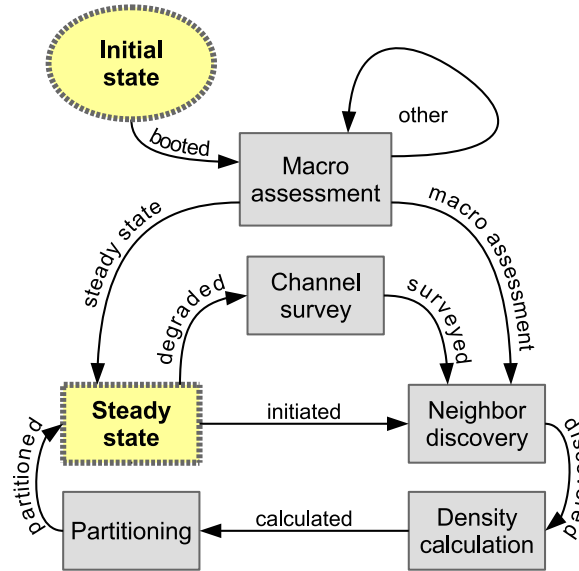 Initial
state
booted
other
Macro
assessment
steady state
macro assessment
Channel
survey
degraded
surveyed
Steady
state
initiated
Neighbor
discovery
partitioned
discovered
Partitioning
calculated
Density
calculation